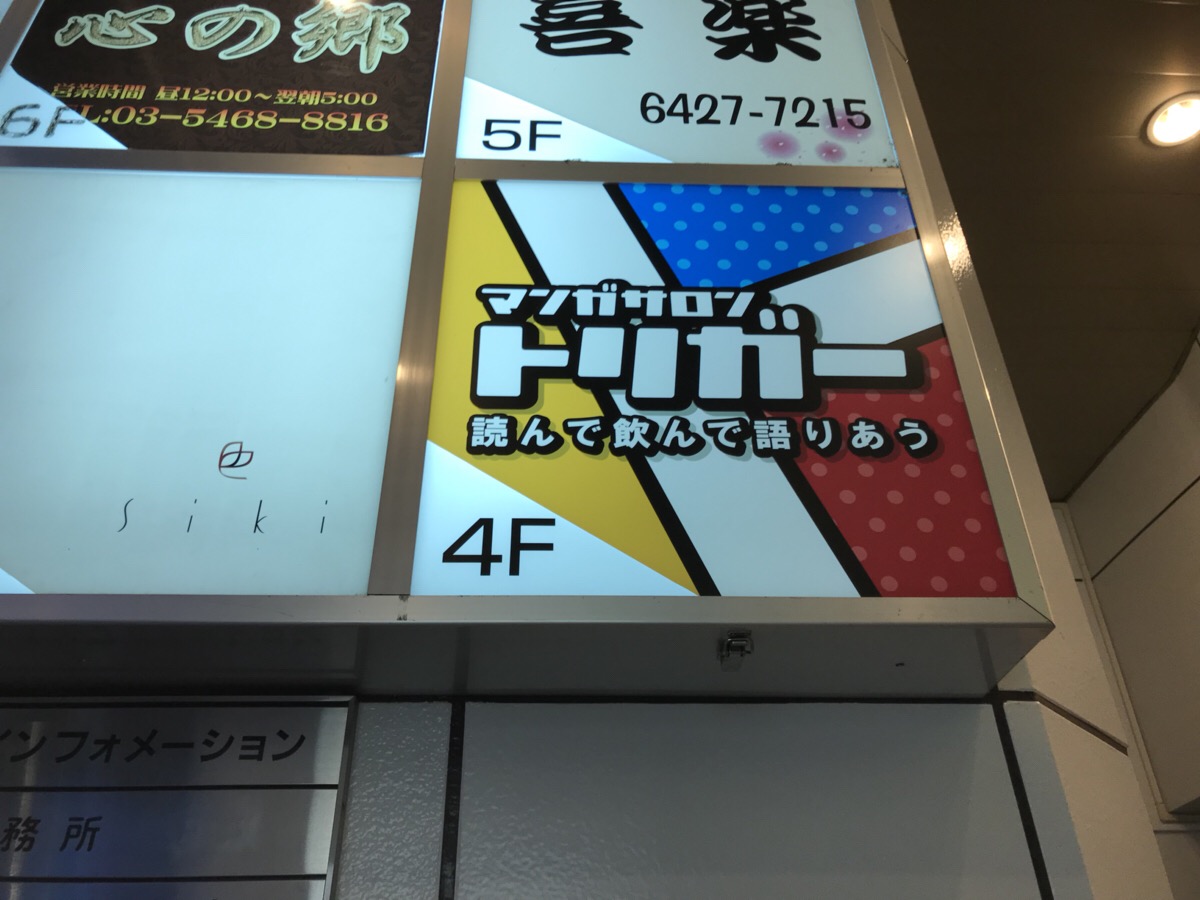 心の郷
営業時間 昼12:00〜翌朝5:00
TEL:03-5468-8816
6F
喜楽
6427-7215
5F
Siki
マンガサロン
トリガー
読んで飲んで語りあう
4F
インフォメーション
務所